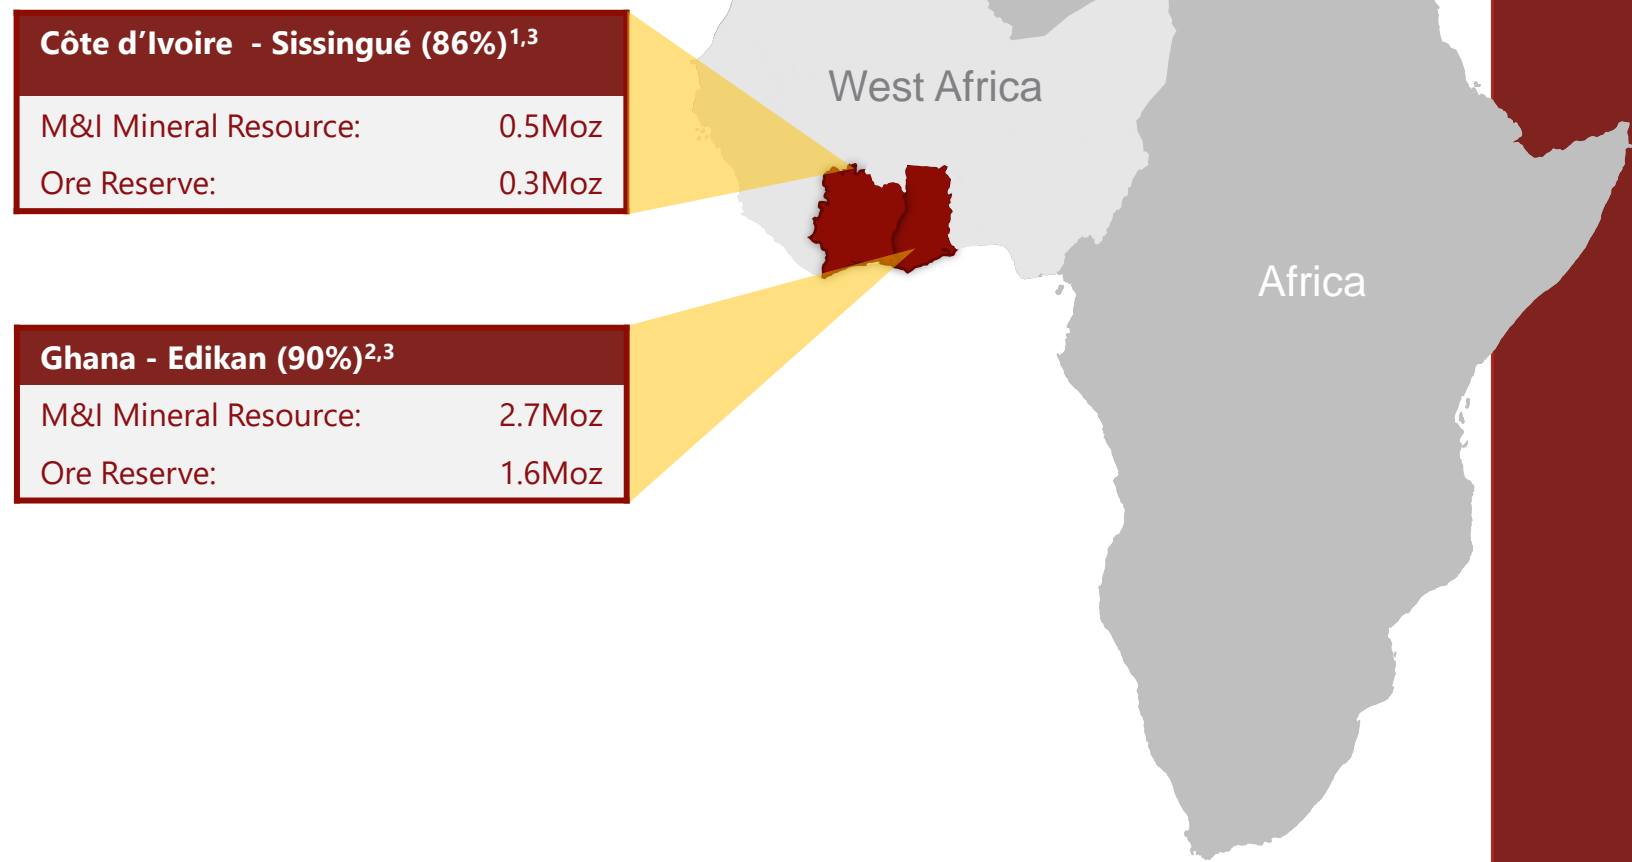 Côte d’Ivoire - Sissingué (86%)1,3
M&I Mineral Resource: 0.5Moz
Ore Reserve: 0.3Moz
Ghana - Edikan (90%)2,3
M&I Mineral Resource: 2.7Moz
Ore Reserve: 1.6Moz
West Africa
Africa